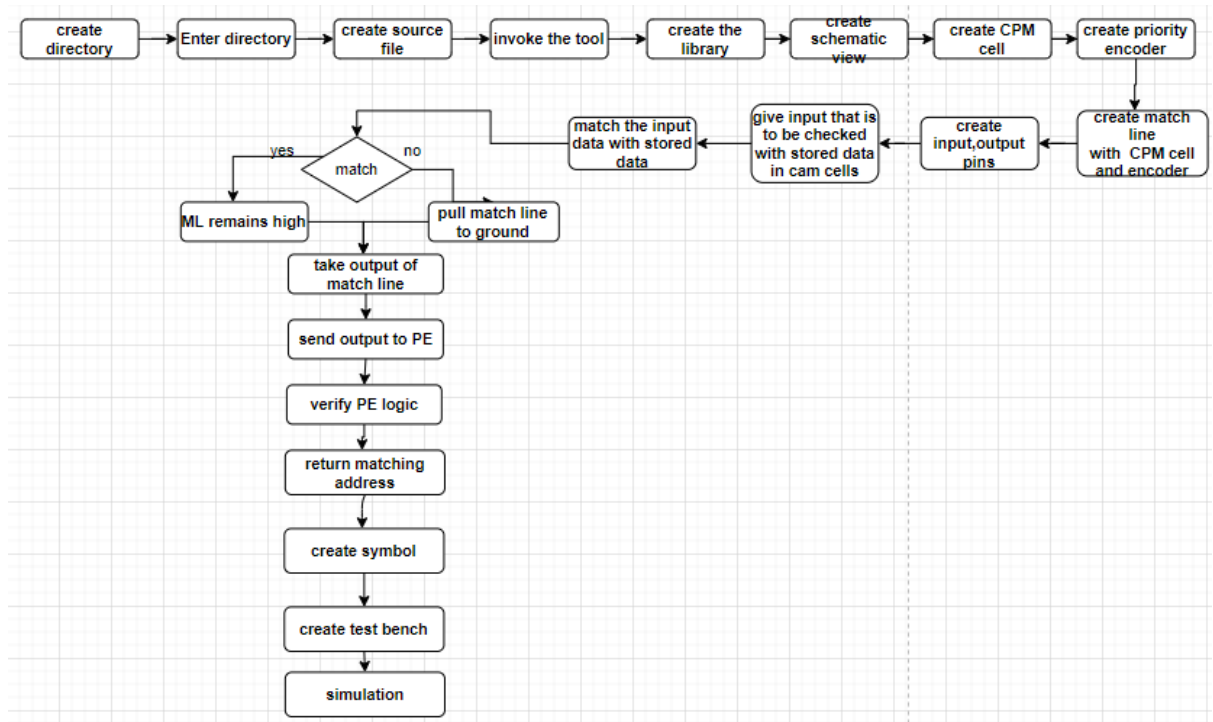 create
directory
Enter directory
create source
file
invoke the tool
create the
library
create
schematic
view
create CPM
cell
create priority
encoder
create match
line
with CPM cell
and encoder
create
input,output
pins
give input that is
to be checked
with stored data
in cam cells
match the input
data with stored
data
yes
match
no
ML remains high
pull match line
to ground
take output of
match line
send output to PE
verify PE logic
return matching
address
create symbol
create test bench
simulation